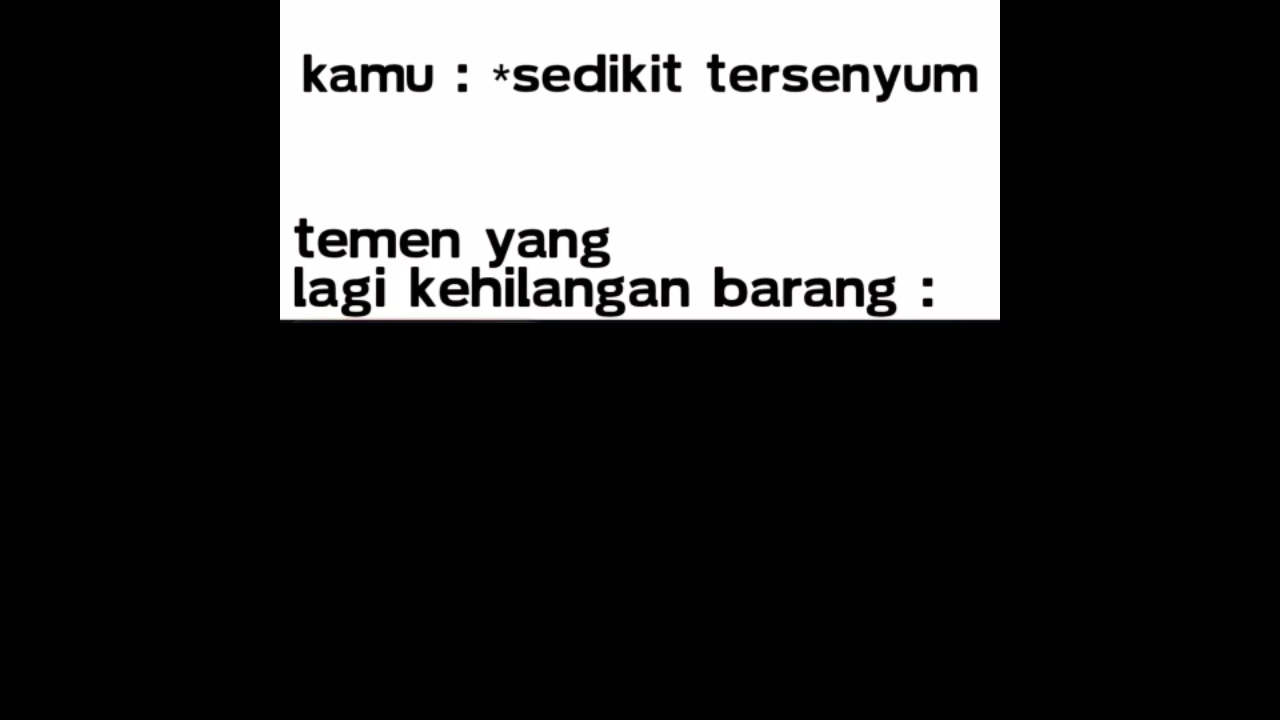 kamu : *sedikit tersenyum
temen yang
lagi kehilangan barang :